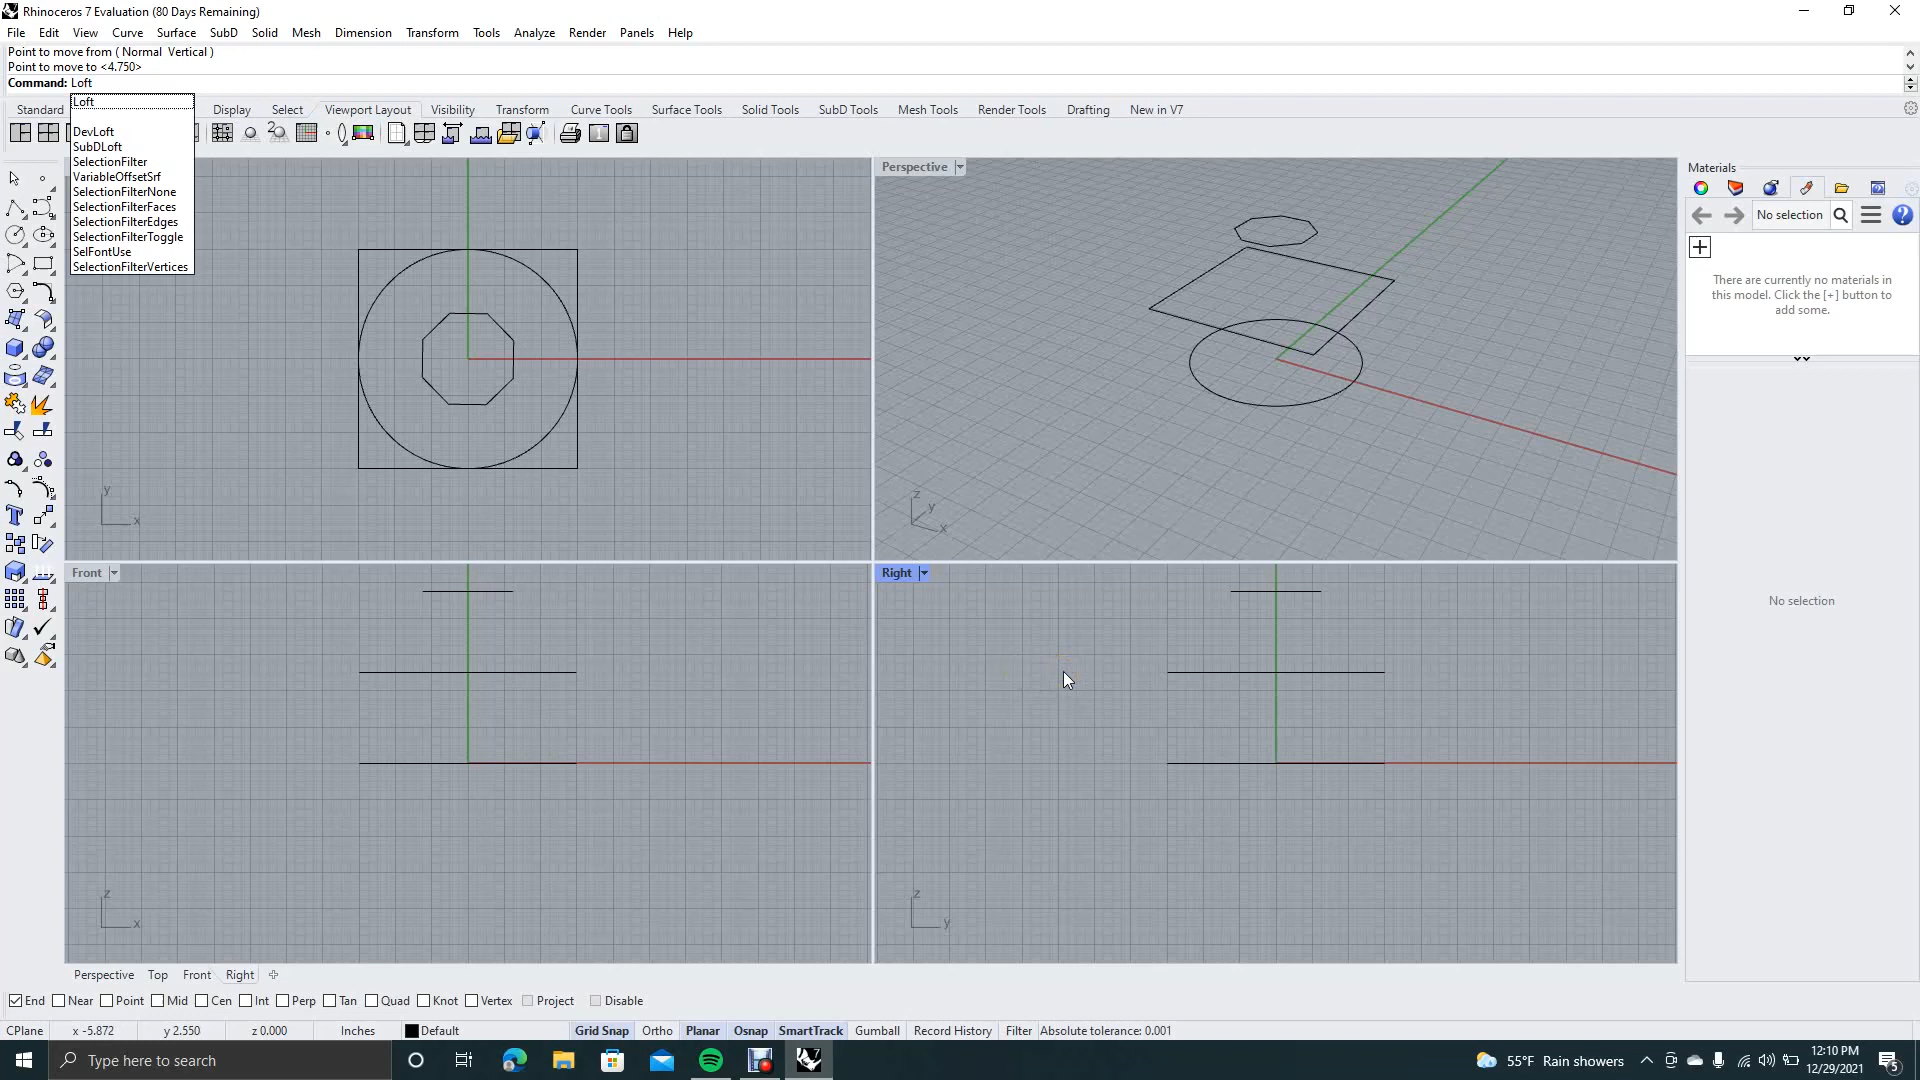 Rhinoceros 7 Evaluation (80 Days Remaining)
File Edit View Curve Surface SubD Solid Mesh Dimension Transform Tools Analyze Render Panels Help
Point to move from ( Normal  Vertical )
Point to move to <4.750>
Command: Loft
Loft
DevLoft
SubDLoft
SelectionFilter
VariableOffsetSrf
SelectionFilterNone
SelectionFilterFaces
SelectionFilterEdges
SelectionFilterToggle
SelFontUse
SelectionFilterVertices
Standard Display Select Viewport Layout Visibility Transform Curve Tools Surface Tools Solid Tools SubD Tools Mesh Tools Render Tools Drafting New in V7
Perspective
y
x
z
y
x
Front
z
x
Right
z
y
Materials
No selection
There are currently no materials in
this model. Click the [+] button to
add some.
No selection
Perspective Top Front Right
End Near Point Mid Cen Int Perp Tan Quad Knot Vertex Project Disable
CPlane x -5.872 y 2.550 z 0.000 Inches Default Grid Snap Ortho Planar Osnap SmartTrack Gumball Record History Filter Absolute tolerance: 0.001
Type here to search
55°F Rain showers
12:10 PM
12/29/2021
5